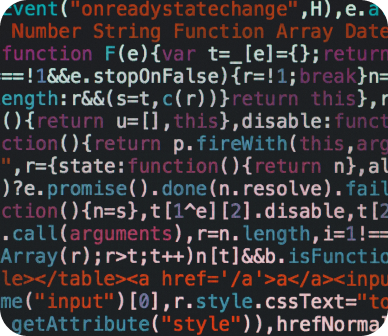 Event("onreadystatechange",H),e.a
Number String Function Array Date
function F(e){var t=_[e]={};return
==!1&&e.stopOnFalse){r=!1;break}n=
ength:r&&(s=t,c(r))}return this},r
(){return u=[],this},disable:funct
ction(){return p.fireWith(this,arg
",r={state:function(){return n},al
)?e.promise().done(n.resolve).fail
ction(){n=s},t[1^e][2].disable,t[2
.call(arguments),r=n.length,i=1!==
Array(r);r>t;t++)n[t]&&b.isFunctio
le></table><a href='/a'>a</a><inpu
me("input")[0],r.style.cssText="to
getAttribute("style")),hrefNorma